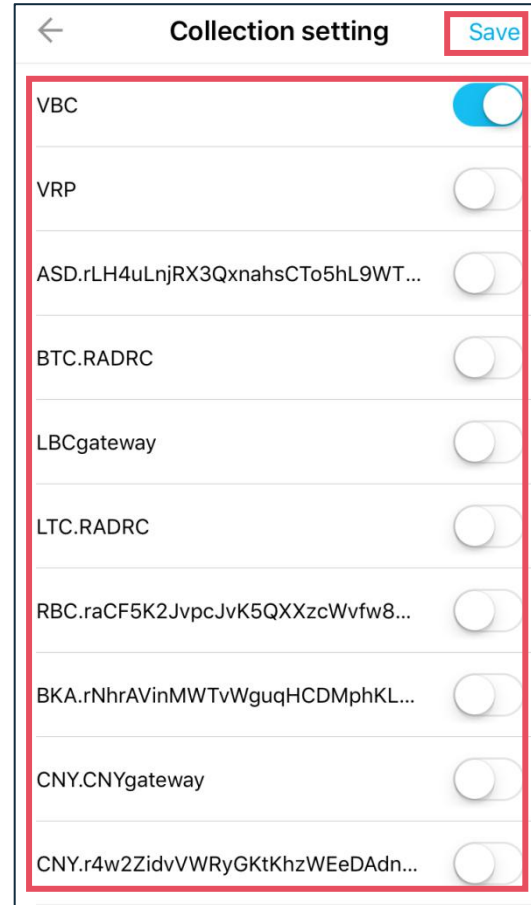 Collection setting
Save
VBC
VRP
ASD.rLH4uLnjRX3QxnahsCTo5hL9WT...
BTC.RADRC
LBCgateway
LTC.RADRC
RBC.raCF5K2JvpcJvK5QXXzcWvfw8...
BKA.rNhrAVinMWTvWguqHCDMphKL...
CNY.CNYgateway
CNY.r4w2ZidvVWRyGKtKhzWEeDAdn...